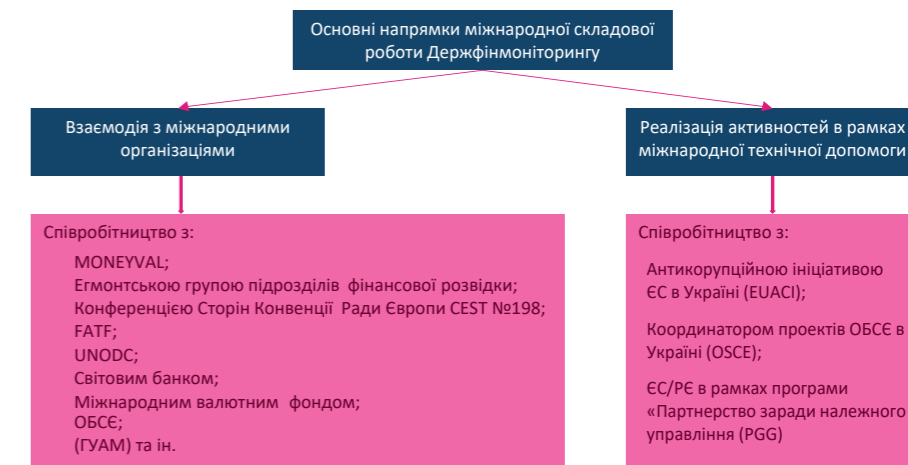 Основні напрямки міжнародної складової
роботи Держфінмоніторингу
Взаємодія з міжнародними
організаціями
Співробітництво з:
MONEYVAL;
Егмонтською групою підрозділів фінансової розвідки;
Конференцією Сторін Конвенції Ради Європи CEST №198;
FATF;
UNODC;
Світовим банком;
Міжнародним валютним фондом;
ОБСЄ;
(ГУАМ) та ін.
Реалізація активностей в рамках
міжнародної технічної допомоги
Співробітництво з:
Антикорупційною ініціативою
ЄС в Україні (EUACI);
Координатором проектів ОБСЄ в
Україні (OSCE);
ЄС/РЄ в рамках програми
«Партнерство заради належного
управління (PGG)